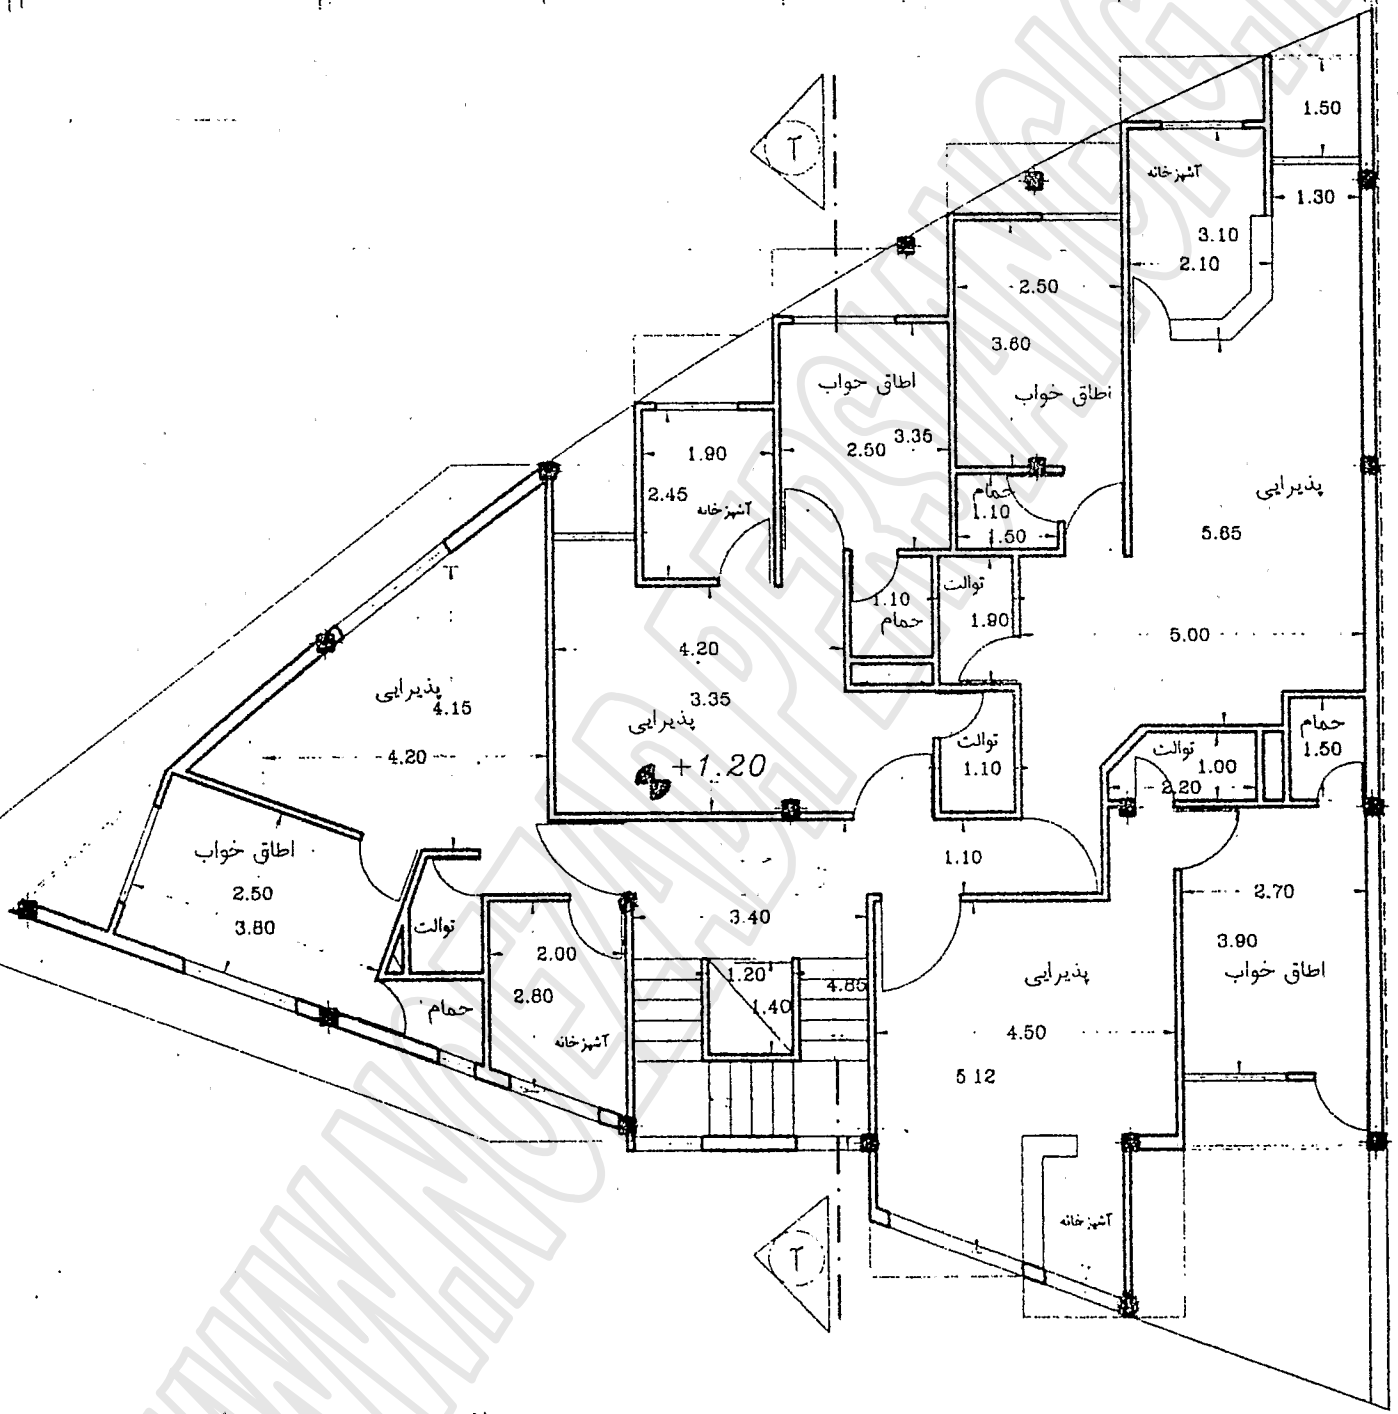 1.50
T
آشپزخانه
1.30
3.10
2.10
2.50
3.60
اطاق خواب
اطاق خواب
3.35
2.50
1.90
2.45
آشپزخانه
حمام
1.10
1.50
پذیرایی
5.65
توالت
1.10
حمام
1.90
5.00
4.20
3.35
پذیرایی
+1.20
پذیرایی
4.15
4.20
توالت
1.10
حمام
1.50
توالت
1.00
2.20
اطاق خواب
2.50
3.80
1.10
2.70
3.90
اطاق خواب
توالت
2.00
2.80
حمام
آشپزخانه
3.40
1.20
1.40
4.85
پذیرایی
4.50
5 12
آشپزخانه
T